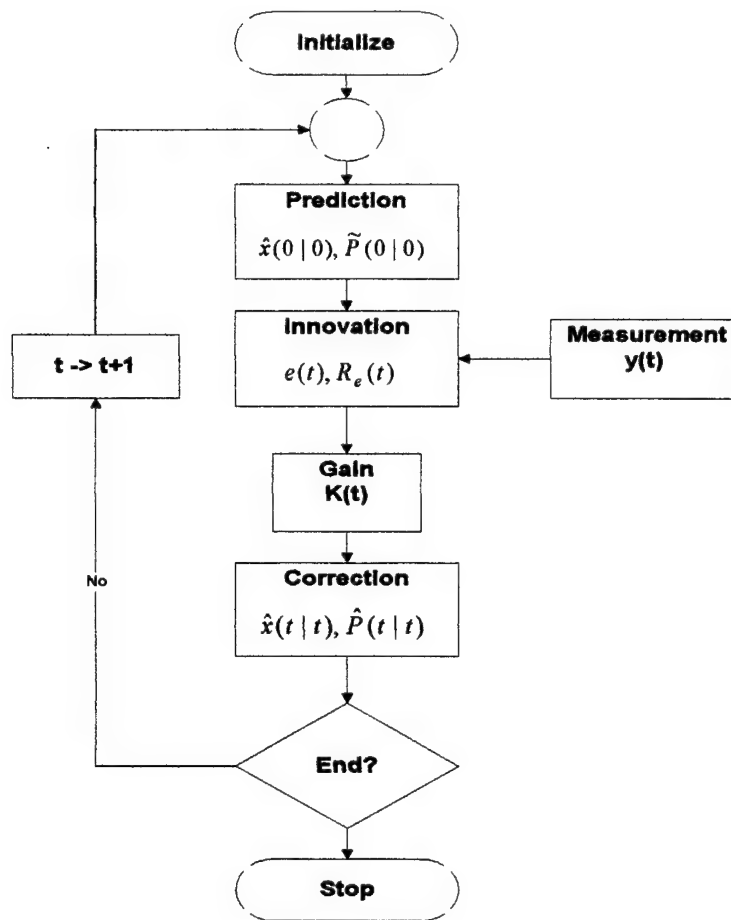 Initialize
Prediction
x̂(0 | 0), P̃(0 | 0)
Innovation
e(t), R_e(t)
Measurement
y(t)
t -> t+1
Gain
K(t)
Correction
x̂(t | t), P̂(t | t)
No
End?
Stop